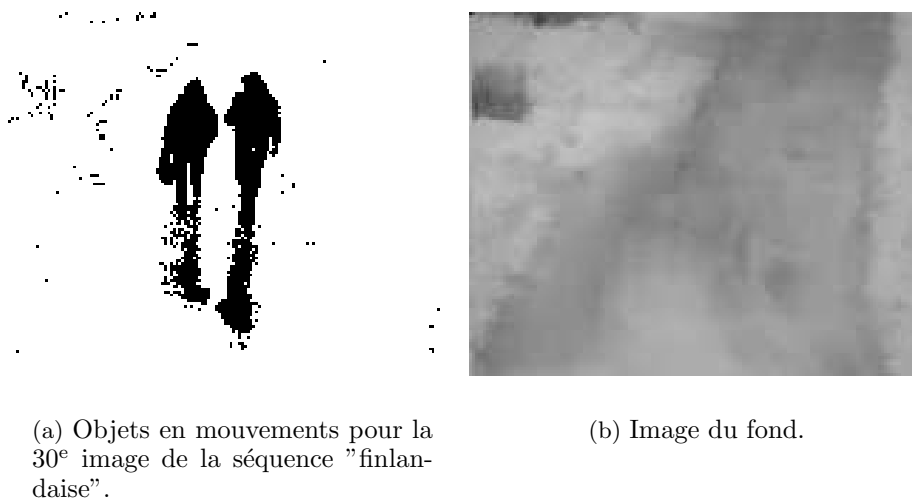 (a) Objets en mouvements pour la
30e image de la séquence "finlan-
daise".
(b) Image du fond.